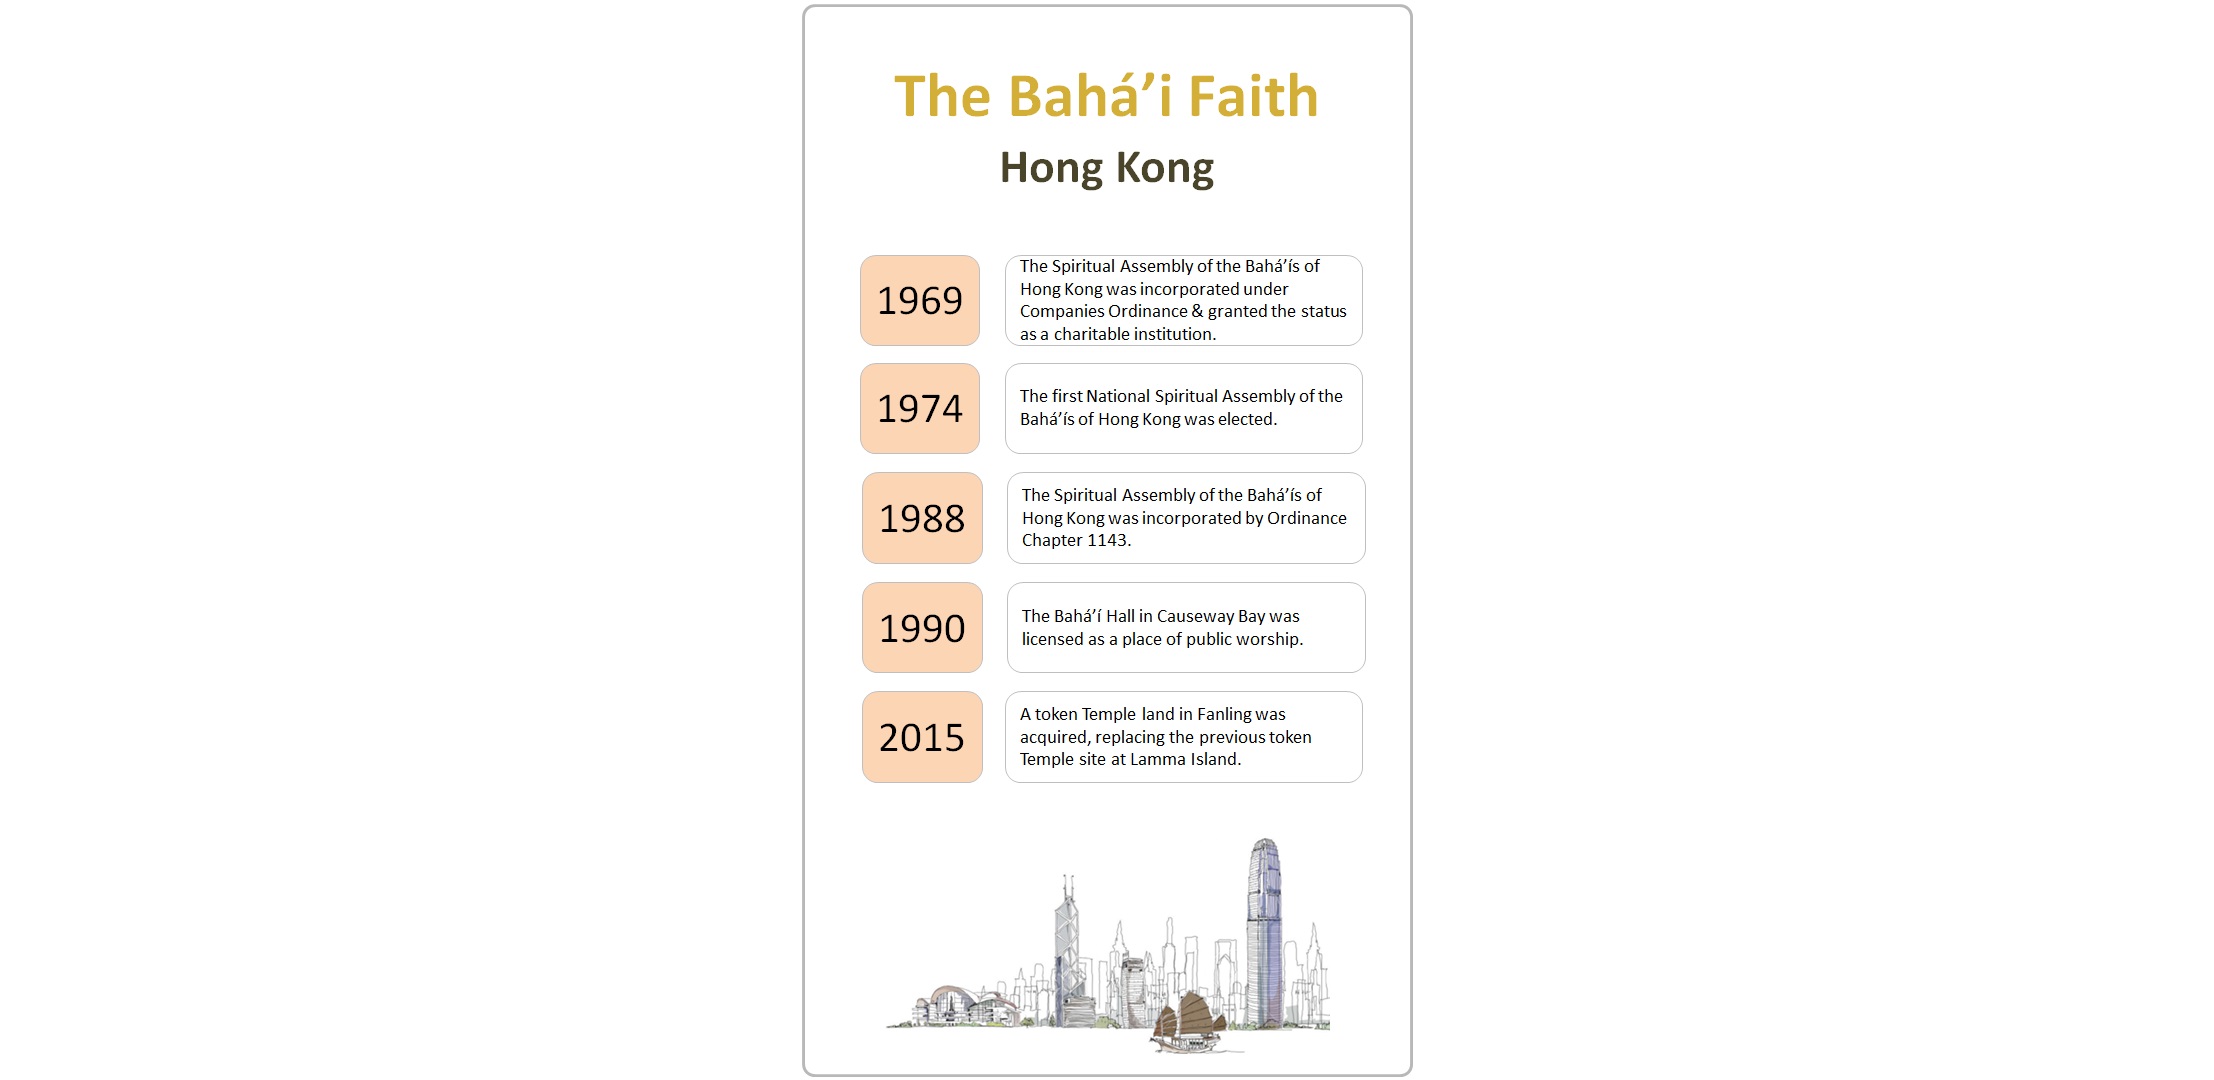 The Bahá’i Faith
Hong Kong
1969
The Spiritual Assembly of the Bahá’ís of
Hong Kong was incorporated under
Companies Ordinance & granted the status
as a charitable institution.
1974
The first National Spiritual Assembly of the
Bahá’ís of Hong Kong was elected.
1988
The Spiritual Assembly of the Bahá’ís of
Hong Kong was incorporated by Ordinance
Chapter 1143.
1990
The Bahá’í Hall in Causeway Bay was
licensed as a place of public worship.
2015
A token Temple land in Fanling was
acquired, replacing the previous token
Temple site at Lamma Island.